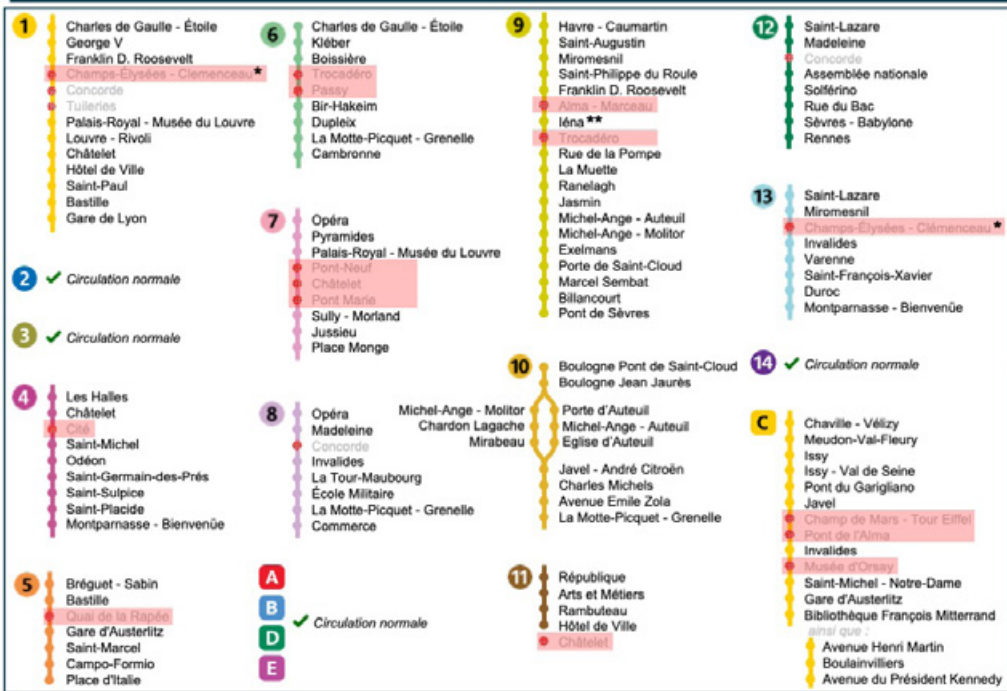 1
Charles de Gaulle - Étoile
George V
Franklin D. Roosevelt
Champs-Élysées - Clemenceau★
Concorde
Tuileries
Palais-Royal - Musée du Louvre
Louvre - Rivoli
Châtelet
Hôtel de Ville
Saint-Paul
Bastille
Gare de Lyon
2 ✓ Circulation normale
3 ✓ Circulation normale
4
Les Halles
Châtelet
Cité
Saint-Michel
Odéon
Saint-Germain-des-Prés
Saint-Sulpice
Saint-Placide
Montparnasse - Bienvenüe
5
Bréguet - Sabin
Bastille
Quai de la Rapée
Gare d'Austerlitz
Saint-Marcel
Campo-Formio
Place d'Italie
6
Charles de Gaulle - Étoile
Kléber
Boissière
Trocadéro
Passy
Bir-Hakeim
Dupleix
La Motte-Picquet - Grenelle
Cambronne
7
Opéra
Pyramides
Palais-Royal - Musée du Louvre
Pont-Neuf
Châtelet
Pont Marie
Sully - Morland
Jussieu
Place Monge
8
Opéra
Madeleine
Concorde
Invalides
La Tour-Maubourg
École Militaire
La Motte-Picquet - Grenelle
Commerce
A
B
D
E
✓ Circulation normale
9
Havre - Caumartin
Saint-Augustin
Miromesnil
Saint-Philippe du Roule
Franklin D. Roosevelt
Alma - Marceau
Iéna★★
Trocadéro
Rue de la Pompe
La Muette
Ranelagh
Jasmin
Michel-Ange - Auteuil
Michel-Ange - Molitor
Exelmans
Porte de Saint-Cloud
Marcel Sembat
Billancourt
Pont de Sèvres
10
Boulogne Pont de Saint-Cloud
Boulogne Jean Jaurès
Michel-Ange - Molitor Porte d'Auteuil
Chardon Lagache Michel-Ange - Auteuil
Mirabeau Eglise d'Auteuil
Javel - André Citroën
Charles Michels
Avenue Emile Zola
La Motte-Picquet - Grenelle
11
République
Arts et Métiers
Rambuteau
Hôtel de Ville
Châtelet
12
Saint-Lazare
Madeleine
Concorde
Assemblée nationale
Solférino
Rue du Bac
Sèvres - Babylone
Rennes
13
Saint-Lazare
Miromesnil
Champs-Élysées - Clémenceau★
Invalides
Varenne
Saint-François-Xavier
Duroc
Montparnasse - Bienvenüe
14 ✓ Circulation normale
C
Chaville - Vélizy
Meudon-Val-Fleury
Issy
Issy - Val de Seine
Pont du Garigliano
Javel
Champ de Mars - Tour Eiffel
Pont de l'Alma
Invalides
Musée d'Orsay
Saint-Michel - Notre-Dame
Gare d'Austerlitz
Bibliothèque François Mitterrand
ainsi que :
Avenue Henri Martin
Boulainvilliers
Avenue du Président Kennedy